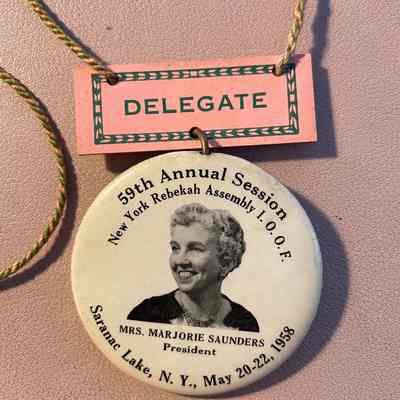 DELEGATE
59th Annual Session
New York Rebekah Assembly I.O.O.F.
MRS. MARJORIE SAUNDERS
President
Saranac Lake, N. Y., May 20-22, 1958